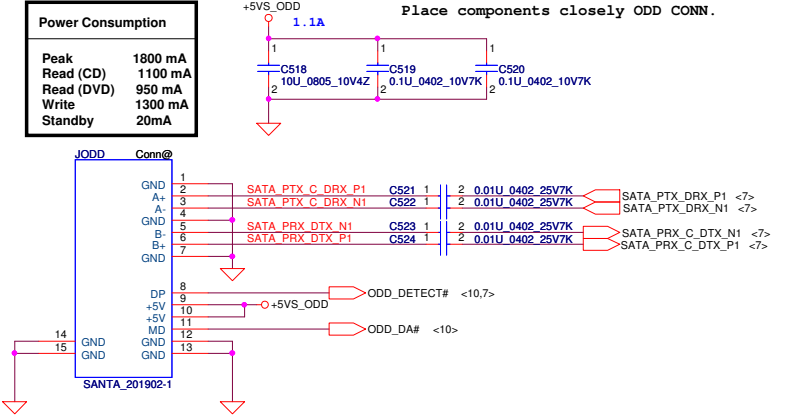 Power Consumption
Peak 1800 mA
Read (CD) 1100 mA
Read (DVD) 950 mA
Write 1300 mA
Standby 20mA
+5VS_ODD
1.1A
Place components closely ODD CONN.
1 1 1
C518 C519 C520
10U_0805_10V4Z 0.1U_0402_10V7K 0.1U_0402_10V7K
2 2 2
JODD Conn@
GND 1
A+ 2 SATA_PTX_C_DRX_P1 C521 1 2 0.01U_0402_25V7K SATA_PTX_DRX_P1 <7>
A- 3 SATA_PTX_C_DRX_N1 C522 1 2 0.01U_0402_25V7K SATA_PTX_DRX_N1 <7>
GND 4
B- 5 SATA_PRX_DTX_N1 C523 1 2 0.01U_0402_25V7K SATA_PRX_C_DTX_N1 <7>
B+ 6 SATA_PRX_DTX_P1 C524 1 2 0.01U_0402_25V7K SATA_PRX_C_DTX_P1 <7>
GND 7
DP 8 ODD_DETECT# <10,7>
+5V 9 +5VS_ODD
+5V 10
MD 11 ODD_DA# <10>
14 GND GND 12
15 GND GND 13
SANTA_201902-1